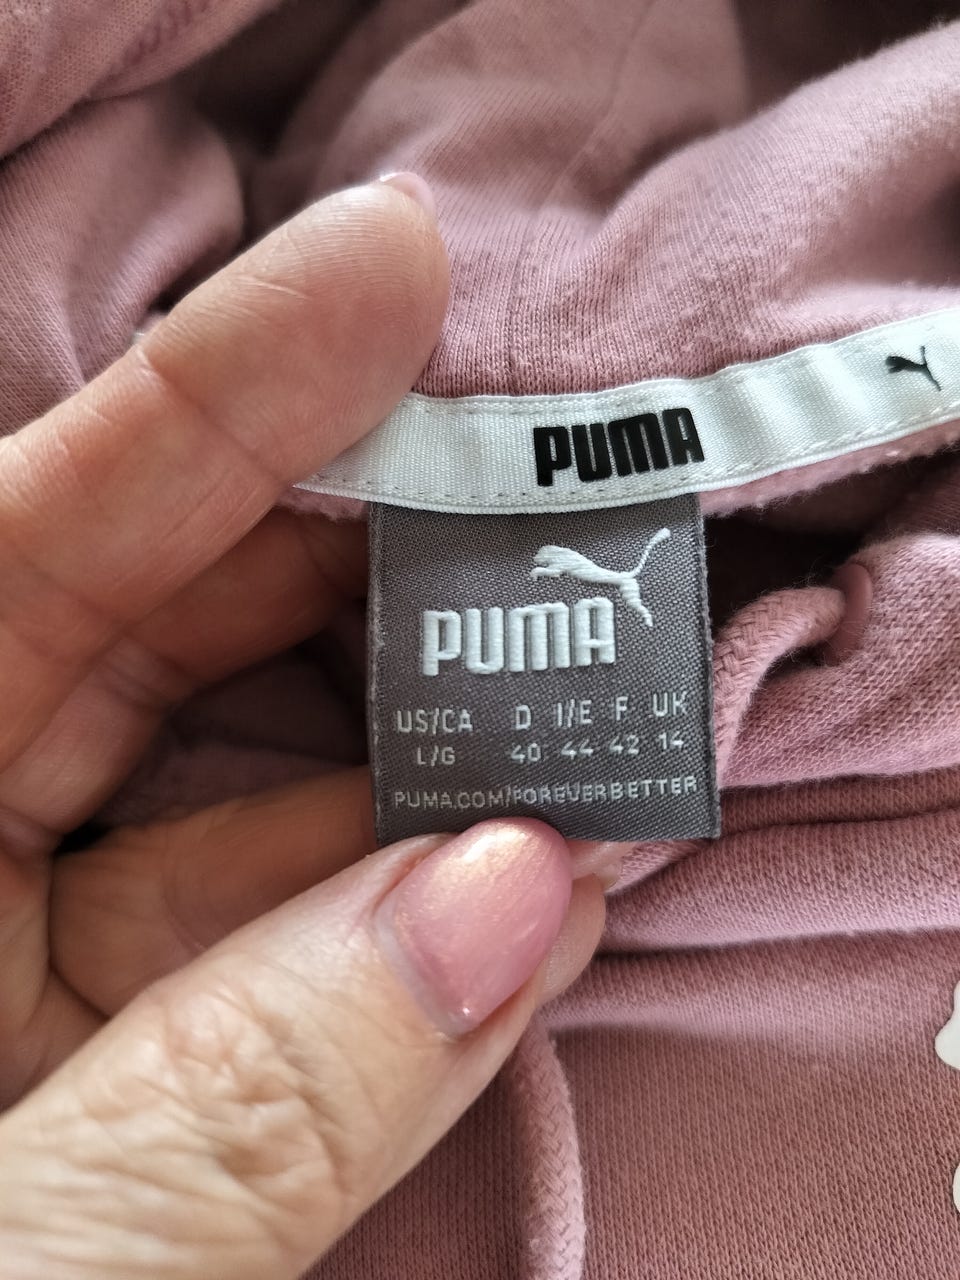 PUMA
PUMA
US/CA D I/E F UK
L/G 40 44 42 14
PUMA.COM/FOREVERBETTER